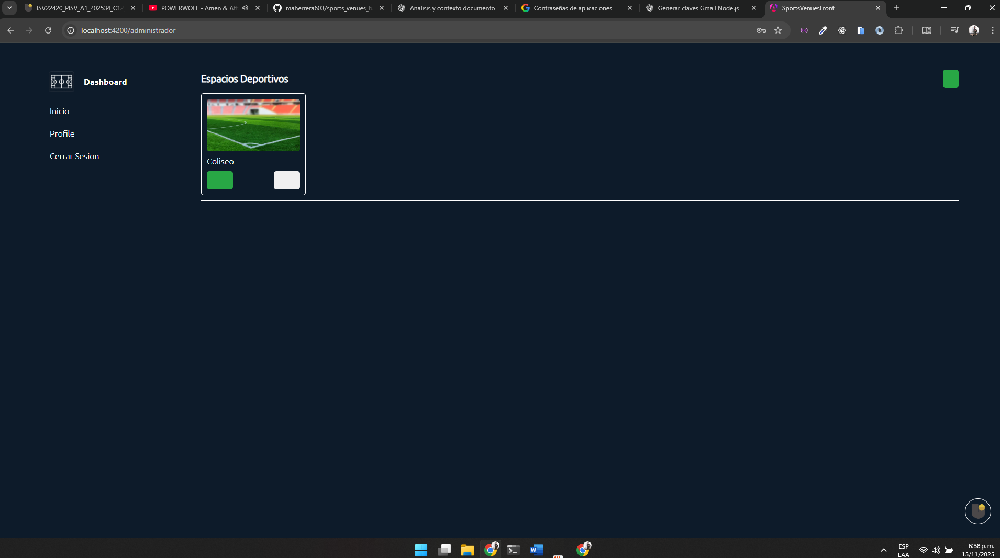 ISV22420_PISV_A1_202534_C12
POWERWOLF - Amen & Att
maherrera603/sports_venues_b
Análisis y contexto documento
Contraseñas de aplicaciones
Generar claves Gmail Node.js
SportsVenuesFront
localhost:4200/administrador
Dashboard
Inicio
Profile
Cerrar Sesion
Espacios Deportivos
Coliseo
ESP
LAA
6:38 p. m.
15/11/2025